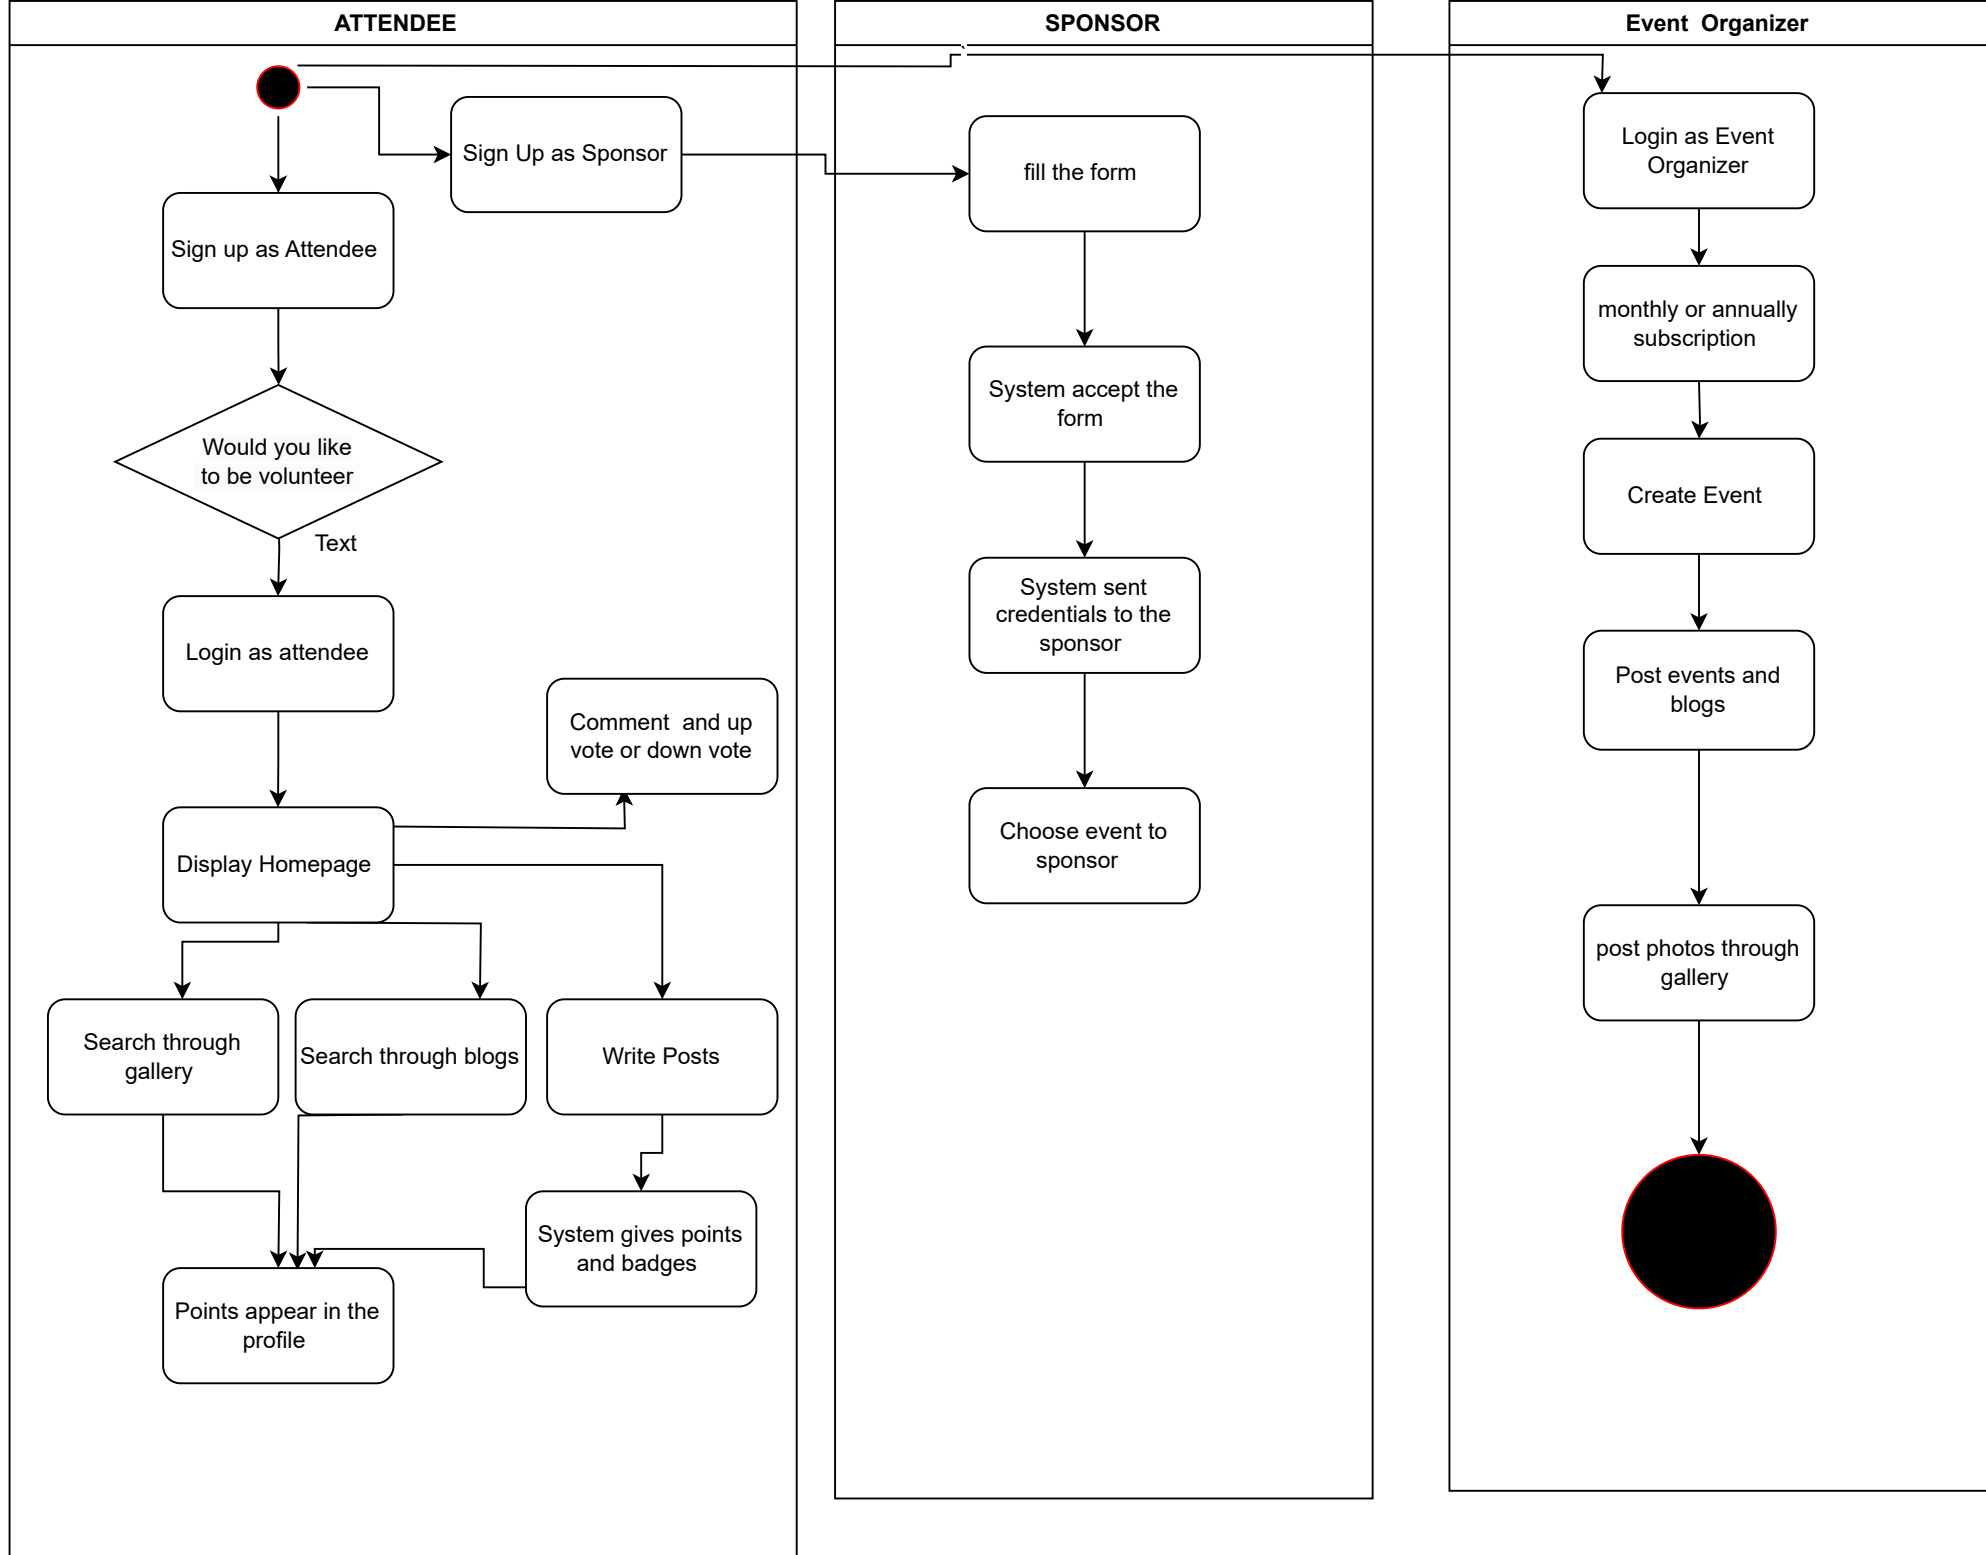 ATTENDEE
SPONSOR
Event  Organizer
Sign Up as Sponsor
Sign up as Attendee
Would you like
to be volunteer
Text
Login as attendee
Comment  and up
vote or down vote
Display Homepage
Search through
gallery
Search through blogs
Write Posts
System gives points
and badges
Points appear in the
profile
fill the form
System accept the
form
System sent
credentials to the
sponsor
Choose event to
sponsor
Login as Event
Organizer
monthly or annually
subscription
Create Event
Post events and
blogs
post photos through
gallery